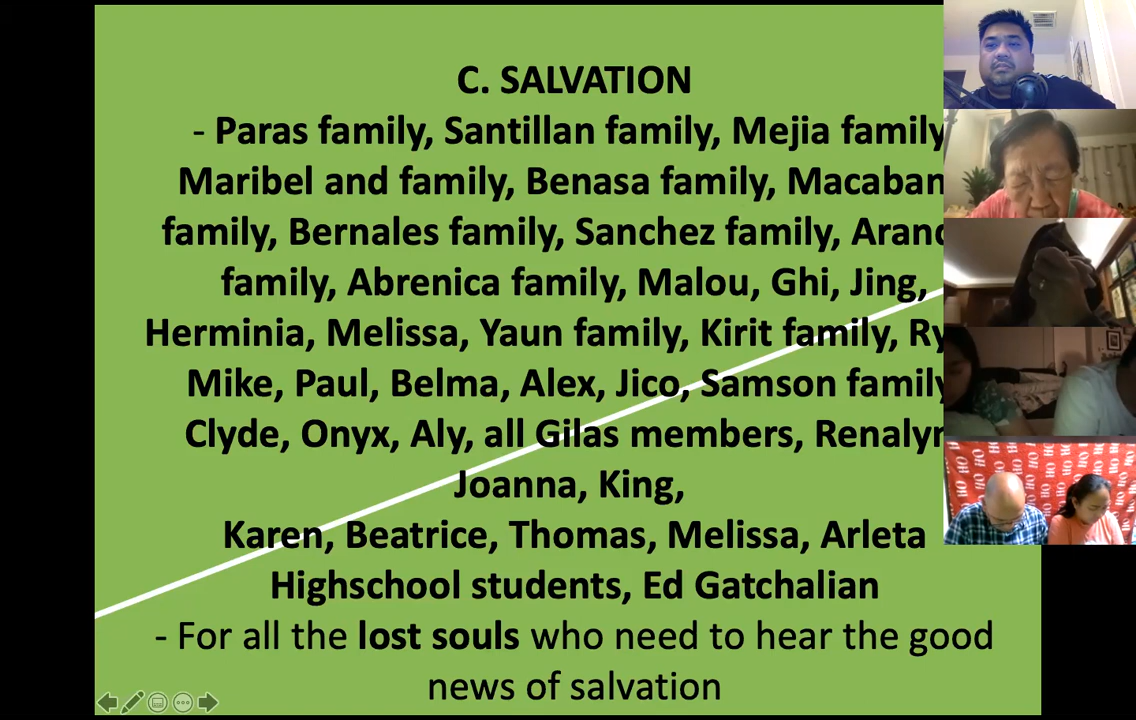 C. SALVATION
- Paras family, Santillan family, Mejia family
Maribel and family, Benasa family,
family, Bernales family, Sanchez family,
family, Abrenica family, Malou, Ghi, Jing,
Herminia, Melissa, Yaun family, Kirit family,
Mike, Paul, Belma, Alex, Jico, Samson family
Clyde, Onyx, Aly, all Gilas members,
Joanna, King,
Karen, Beatrice, Thomas, Melissa, Arleta
Highschool students, Ed Gatchalian
- For all the lost souls who need to hear the good
news of salvation
HO HO HO